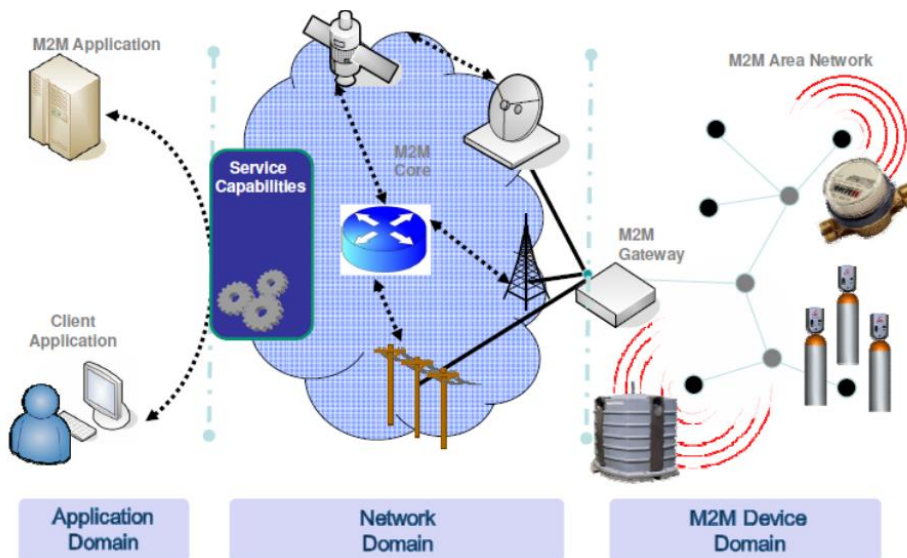 M2M Application
M2M Area Network
M2M
Core
Service
Capabilities
M2M
Gateway
Client
Application
Application
Domain
Network
Domain
M2M Device
Domain